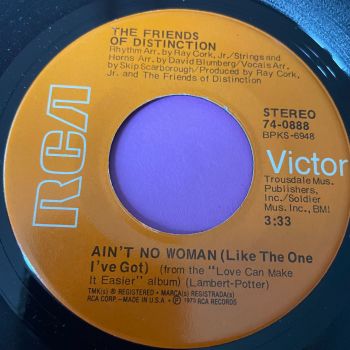 THE FRIENDS
OF DISTINCTION
Rhythm Arr. by Ray Cork, Jr./Strings and
Horns Arr. by David Blumberg/Vocals Arr.
by Skip Scarborough/Produced by Ray Cork,
Jr. and The Friends of Distinction
STEREO
74-0888
BPKS-6948
RCA
Victor
Trousdale Mus.
Publishers,
Inc./Soldier
Mus. Inc., BMI
3:33
AIN'T NO WOMAN (Like The One
I've Got) (from the "Love Can Make
It Easier" album) (Lambert-Potter)
TMK(s) ® REGISTERED • MARCA(S) REGISTRADA(S)
RCA CORP.—MADE IN U.S.A. • ℗ 1973 RCA RECORDS